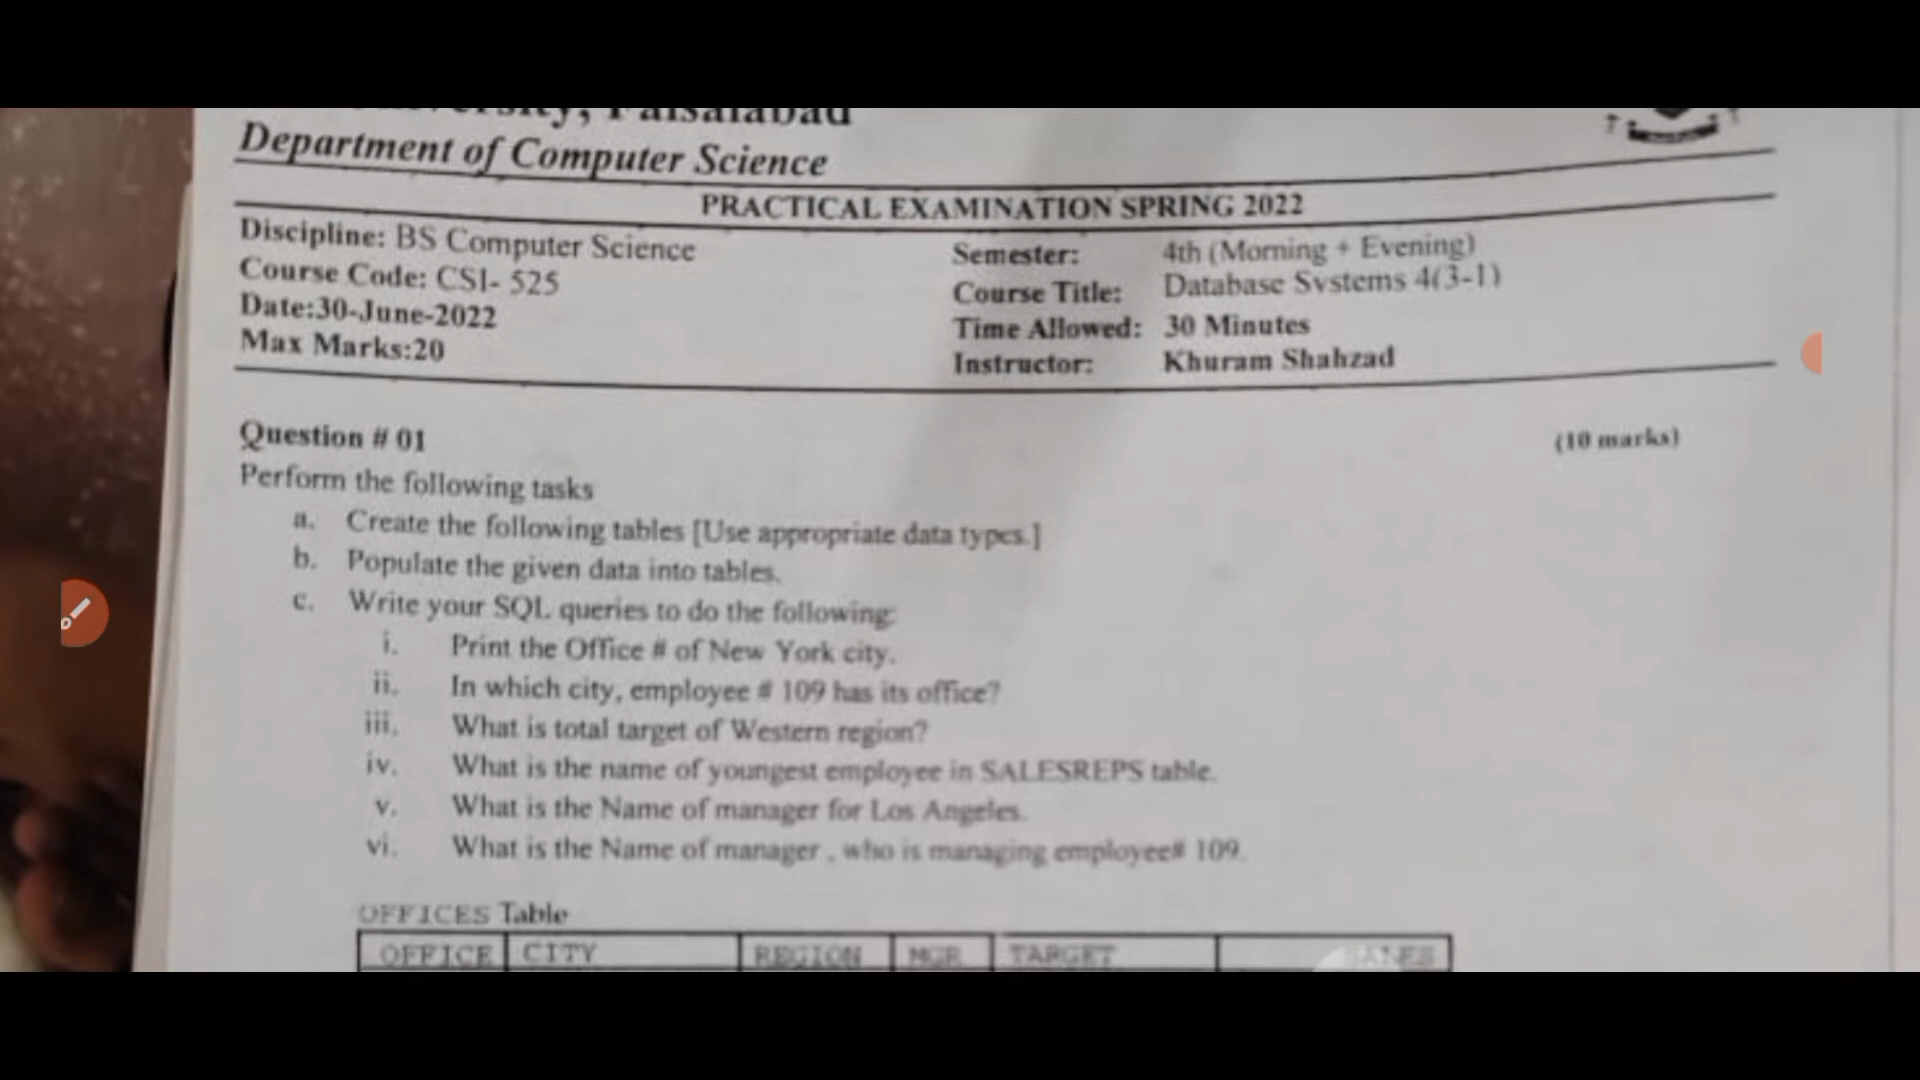 Department of Computer Science
PRACTICAL EXAMINATION SPRING 2022
Discipline: BS Computer Science
Course Code: CSI- 525
Date:30-June-2022
Max Marks:20
Semester: 4th (Morning + Evening)
Course Title: Database Systems 4(3-1)
Time Allowed: 30 Minutes
Instructor: Khuram Shahzad
Question # 01 (10 marks)
Perform the following tasks
a. Create the following tables [Use appropriate data types.]
b. Populate the given data into tables.
c. Write your SQL queries to do the following:
i. Print the Office # of New York city.
ii. In which city, employee # 109 has its office?
iii. What is total target of Western region?
iv. What is the name of youngest employee in SALESREPS table.
v. What is the Name of manager for Los Angeles.
vi. What is the Name of manager , who is managing employee# 109.
OFFICES Table
OFFICE CITY REGION MGR TARGET SALES